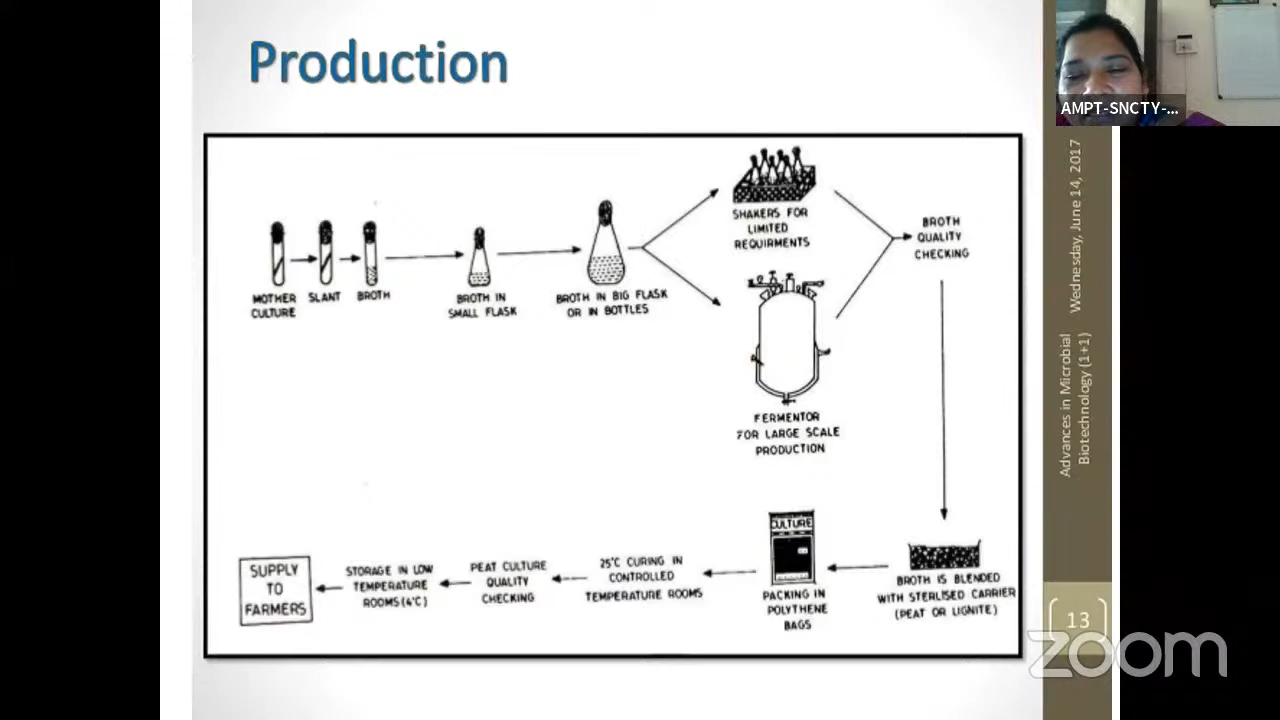 Production
AMPT-SNCTY-...
MOTHER
CULTURE
SLANT
BROTH
BROTH IN
SMALL FLASK
BROTH IN BIG FLASK
OR IN BOTTLES
SHAKERS FOR
LIMITED
REQUIRMENTS
FERMENTOR
FOR LARGE SCALE
PRODUCTION
BROTH
QUALITY
CHECKING
BROTH IS BLENDED
WITH STERILISED CARRIER
(PEAT OR LIGNITE)
CULTURE
PACKING IN
POLYTHENE
BAGS
25°C CURING IN
CONTROLLED
TEMPERATURE ROOMS
PEAT CULTURE
QUALITY
CHECKING
STORAGE IN LOW
TEMPERATURE
ROOMS (4°C)
SUPPLY
TO
FARMERS
Wednesday, June 14, 2017
Advances in Microbial
Biotechnology (1+1)
13
zoom